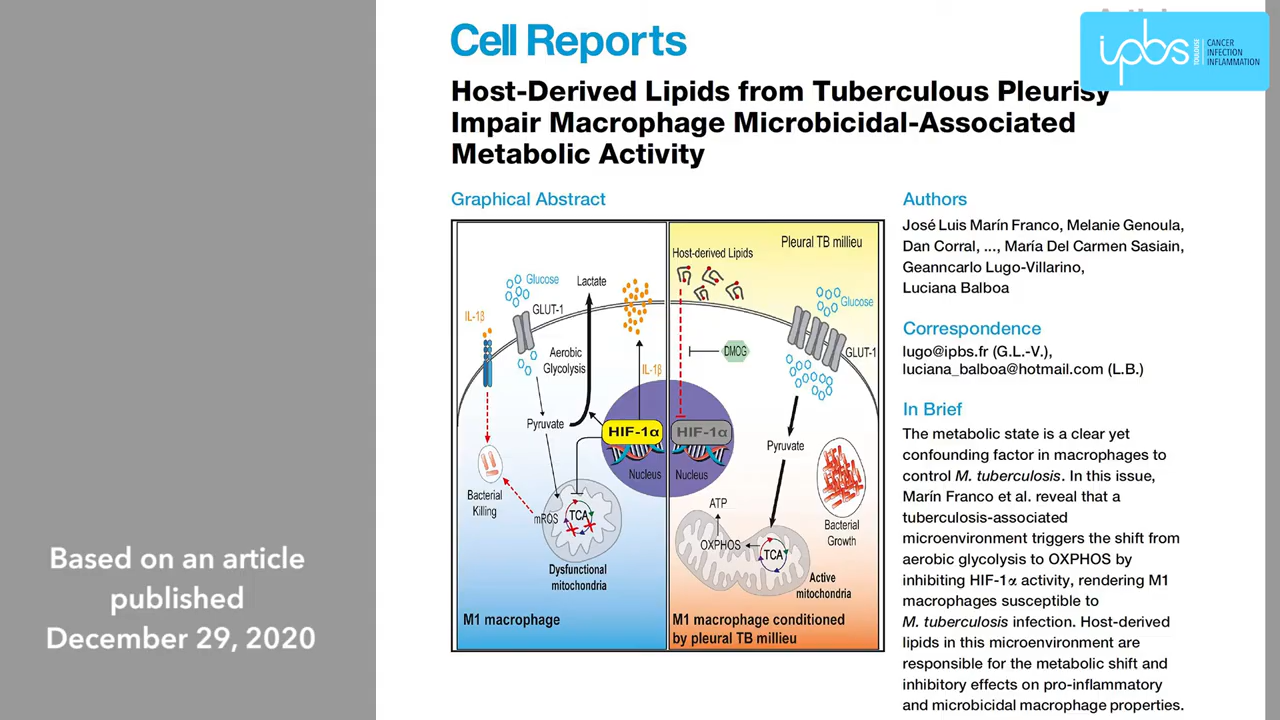 Article
ipbs
TOULOUSE
CANCER
INFECTION
INFLAMMATION
Cell Reports
Host-Derived Lipids from Tuberculous Pleurisy
Impair Macrophage Microbicidal-Associated
Metabolic Activity
Graphical Abstract
Pleural TB millieu
Host-derived Lipids
Glucose
Lactate
GLUT-1
IL-1β
Aerobic
Glycolysis
IL-1β
Pyruvate
HIF-1α
Nucleus
Bacterial
Killing
mROS
TCA
Dysfunctional
mitochondria
M1 macrophage
DMOG
Glucose
GLUT-1
HIF-1α
Nucleus
Pyruvate
ATP
OXPHOS
TCA
Bacterial
Growth
Active
mitochondria
M1 macrophage conditioned
by pleural TB millieu
Authors
José Luis Marín Franco, Melanie Genoula,
Dan Corral, ..., María Del Carmen Sasiain,
Geanncarlo Lugo-Villarino,
Luciana Balboa
Correspondence
lugo@ipbs.fr (G.L.-V.),
luciana_balboa@hotmail.com (L.B.)
In Brief
The metabolic state is a clear yet
confounding factor in macrophages to
control M. tuberculosis. In this issue,
Marín Franco et al. reveal that a
tuberculosis-associated
microenvironment triggers the shift from
aerobic glycolysis to OXPHOS by
inhibiting HIF-1α activity, rendering M1
macrophages susceptible to
M. tuberculosis infection. Host-derived
lipids in this microenvironment are
responsible for the metabolic shift and
inhibitory effects on pro-inflammatory
and microbicidal macrophage properties.
Based on an article
published
December 29, 2020